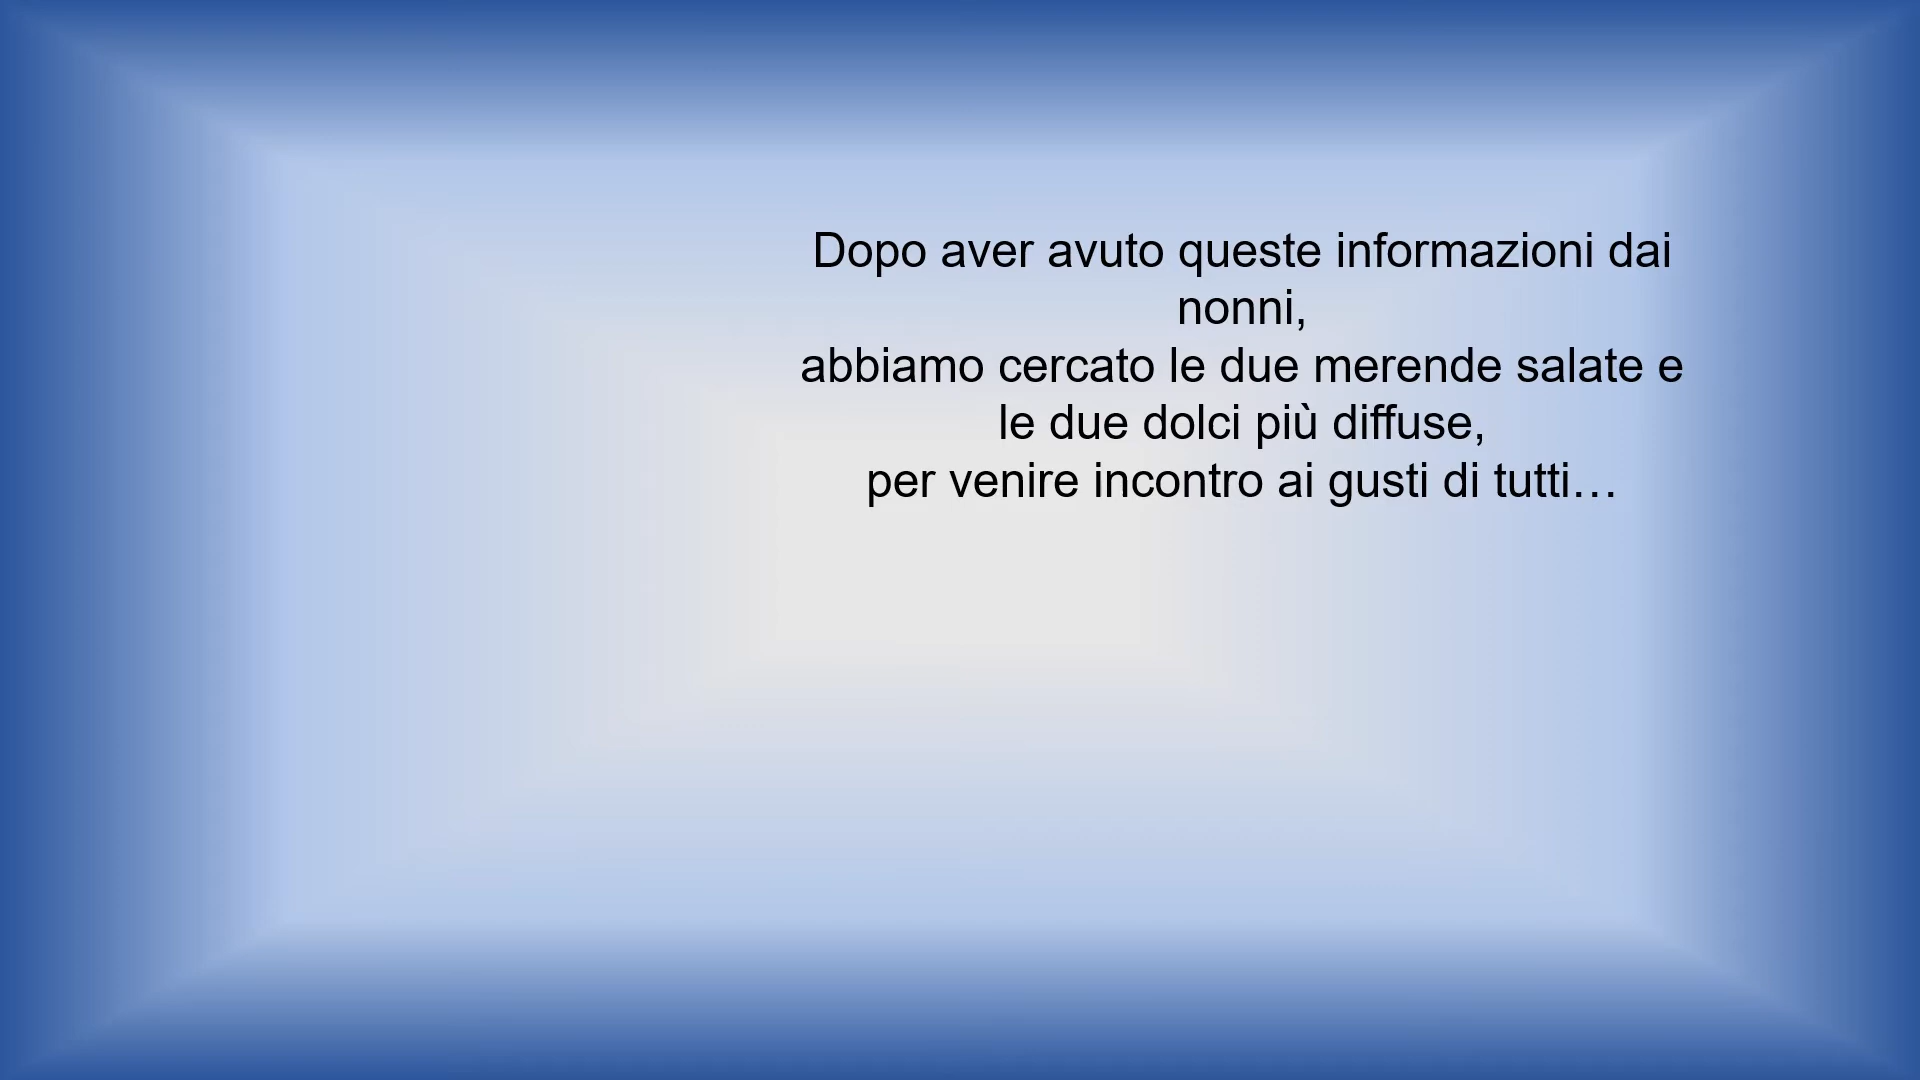 Dopo aver avuto queste informazioni dai
nonni,
abbiamo cercato le due merende salate e
le due dolci più diffuse,
per venire incontro ai gusti di tutti…